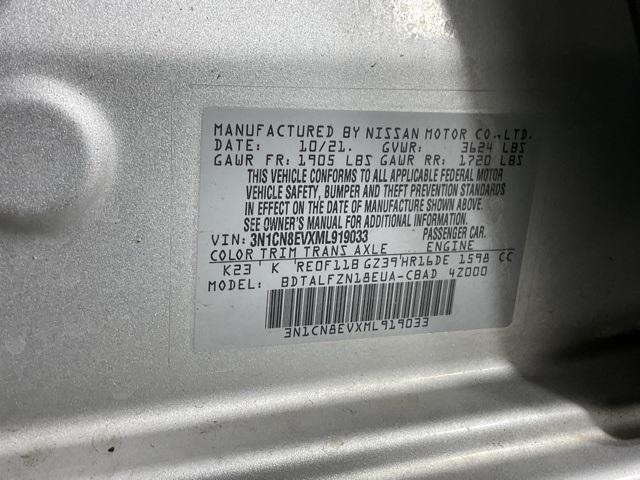 MANUFACTURED BY NISSAN MOTOR CO., LTD.
DATE: 10/21. GVWR: 3624 LBS
GAWR FR: 1905 LBS GAWR RR: 1720 LBS
THIS VEHICLE CONFORMS TO ALL APPLICABLE FEDERAL MOTOR
VEHICLE SAFETY, BUMPER AND THEFT PREVENTION STANDARDS
IN EFFECT ON THE DATE OF MANUFACTURE SHOWN ABOVE.
SEE OWNER'S MANUAL FOR ADDITIONAL INFORMATION.
VIN: 3N1CN8EVXML919033 PASSENGER CAR.
COLOR TRIM TRANS AXLE ENGINE
K23 ' K ' RE0F11B GZ39 ' HR16DE 1598 CC
MODEL: BDTALFZN18EUA-CBAD 4Z000
3N1CN8EVXML919033